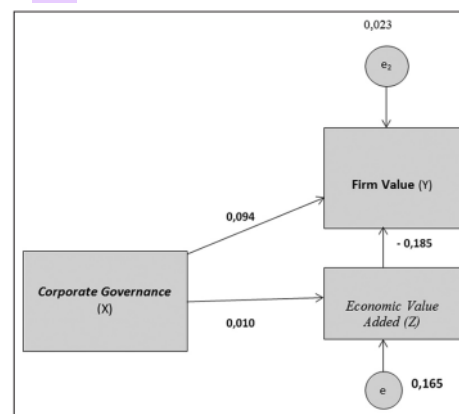 0,023
e₂
Firm Value (Y)
0,094
- 0,185
Corporate Governance
(X)
0,010
Economic Value
Added (Z)
e
0,165